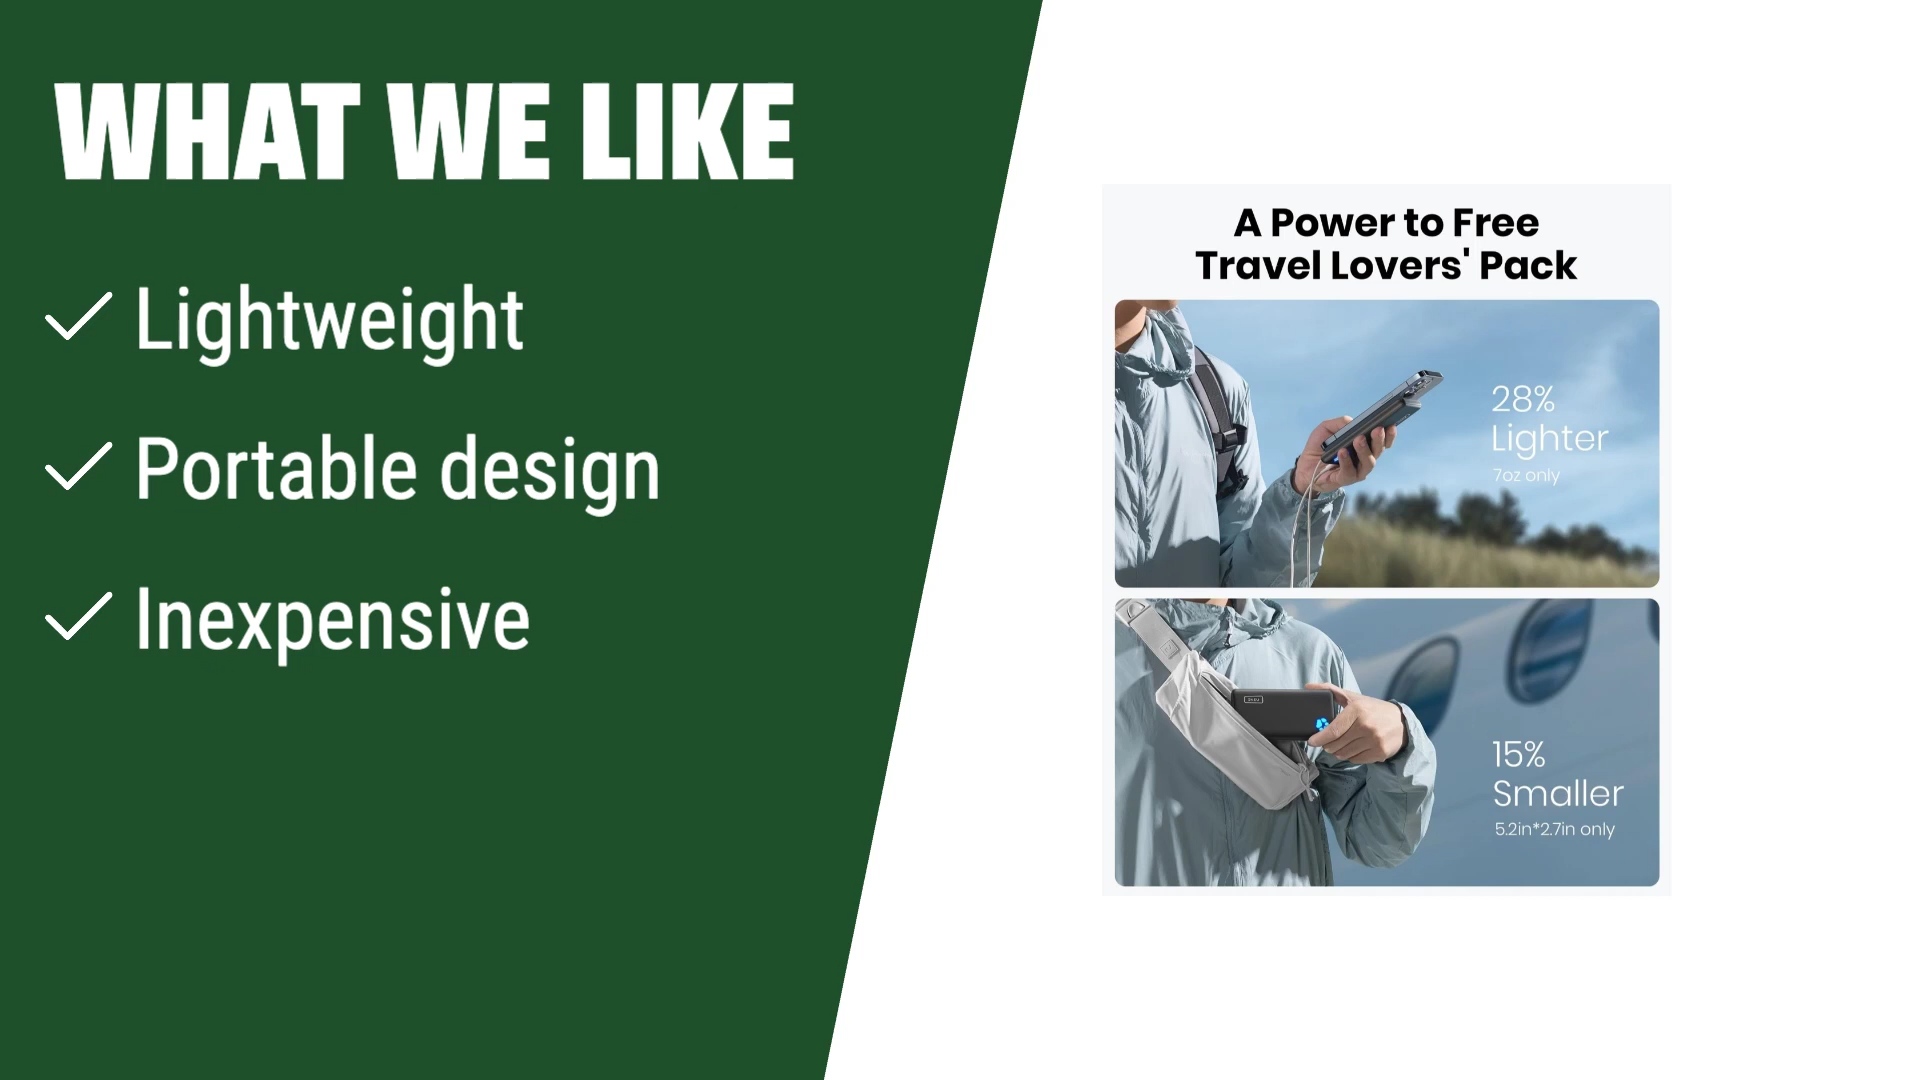 WHAT WE LIKE
Lightweight
Portable design
Inexpensive
A Power to Free
Travel Lovers' Pack
28%
Lighter
7oz only
15%
Smaller
5.2in*2.7in only